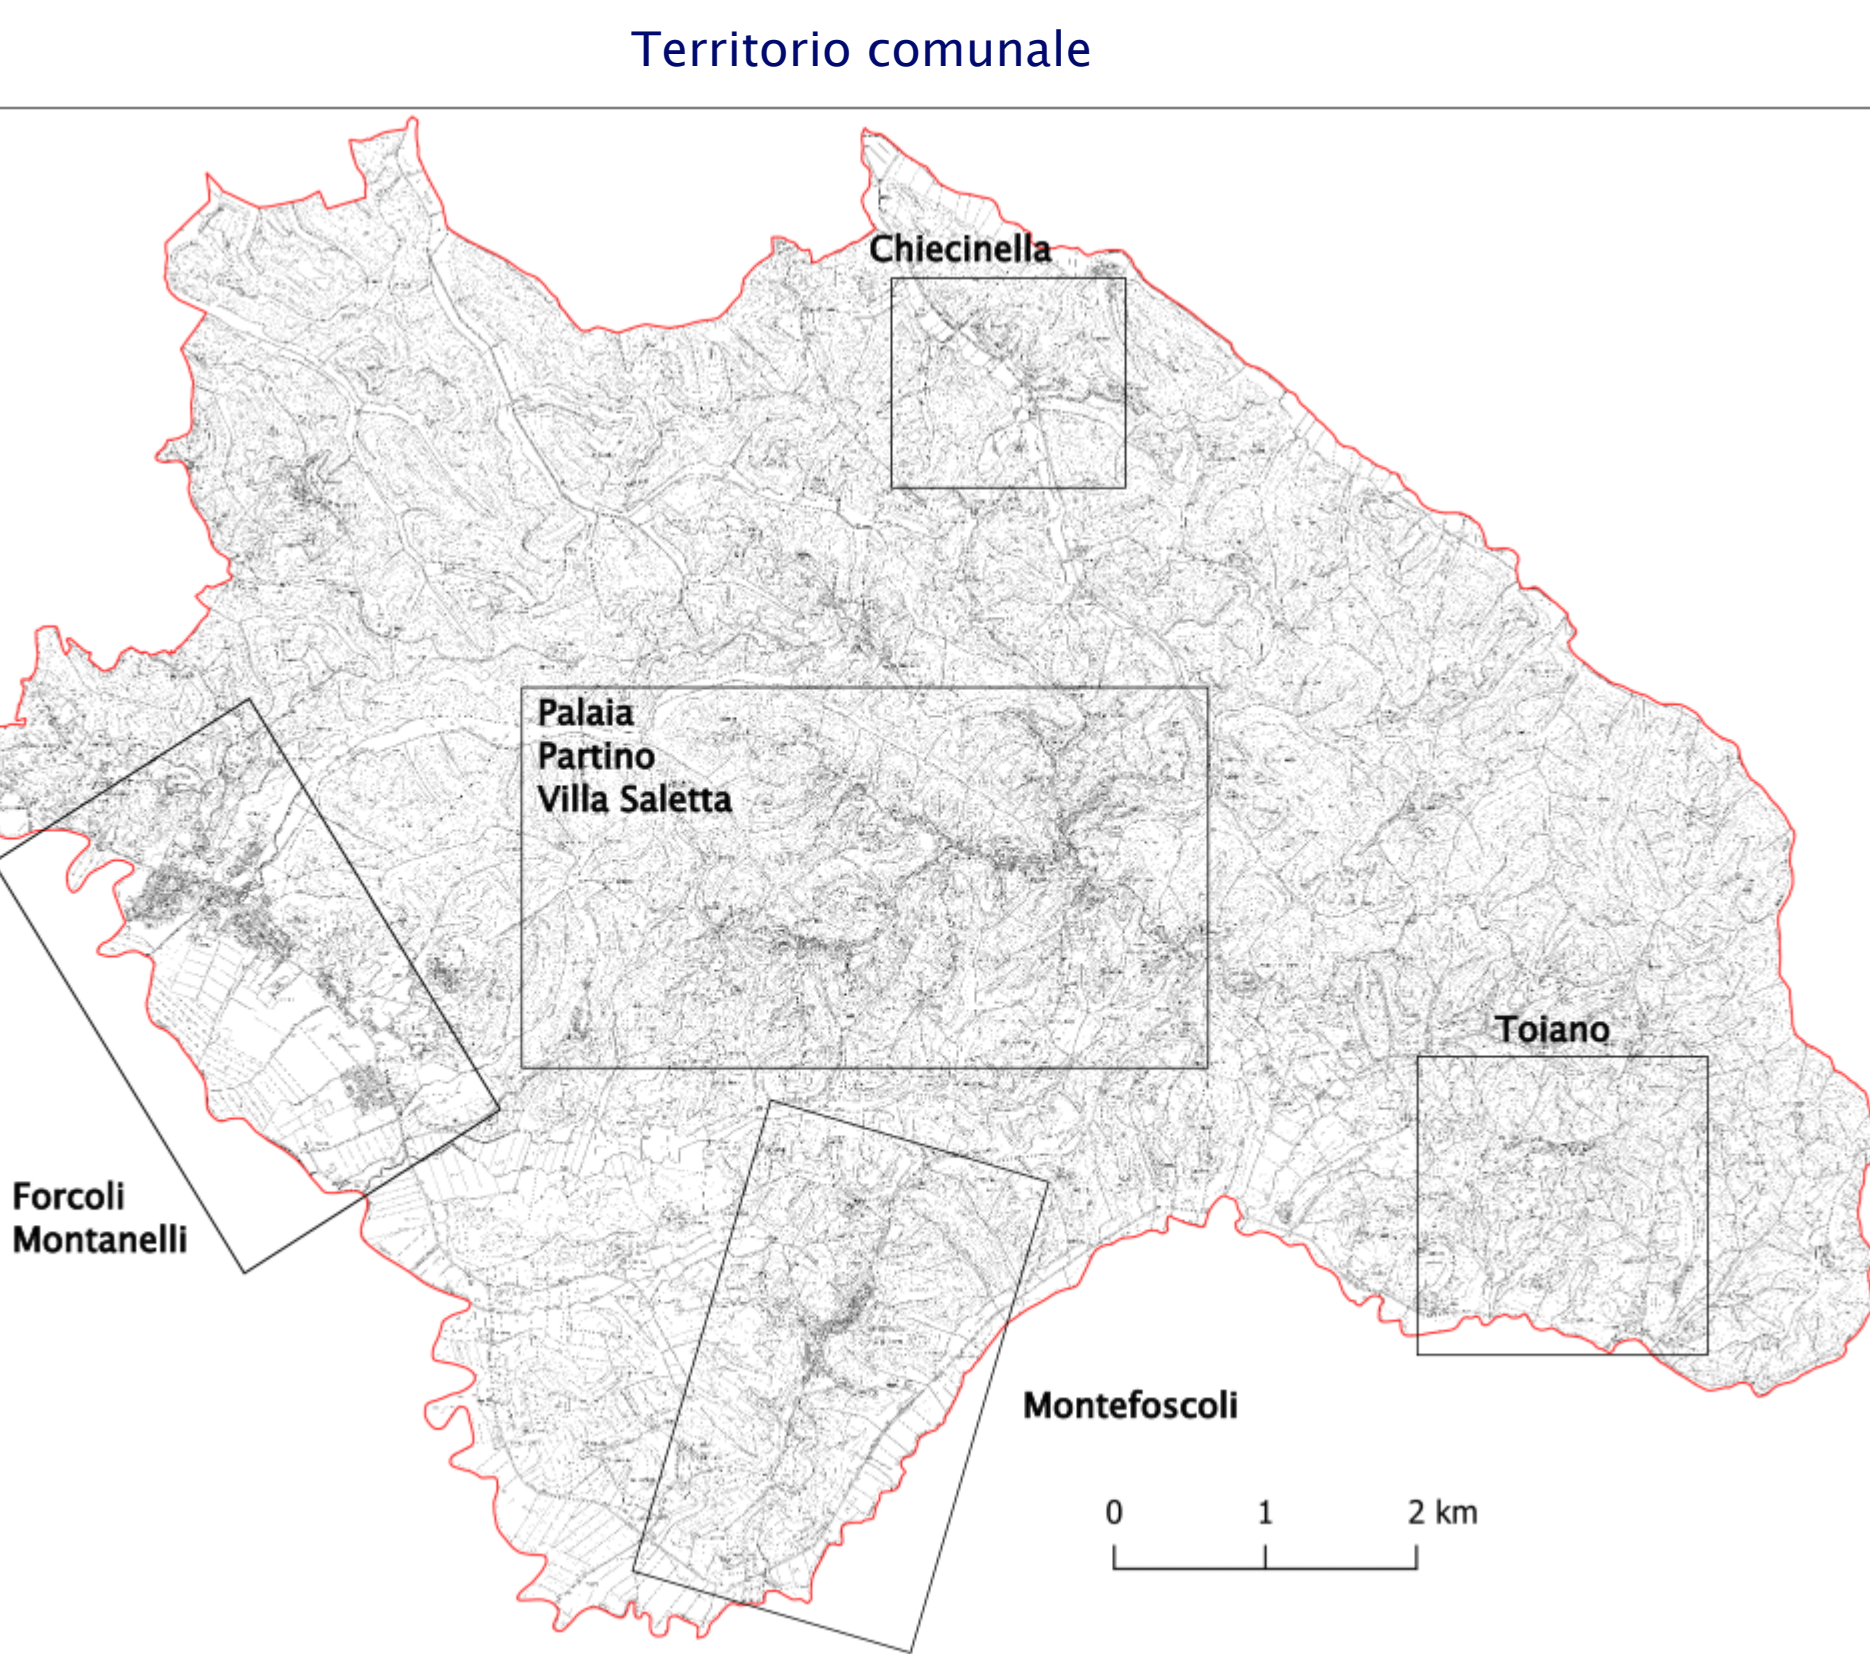 Territorio comunale
Chiecinella
Palaia
Partino
Villa Saletta
Toiano
Forcoli
Montanelli
Montefoscoli
0 1 2 km